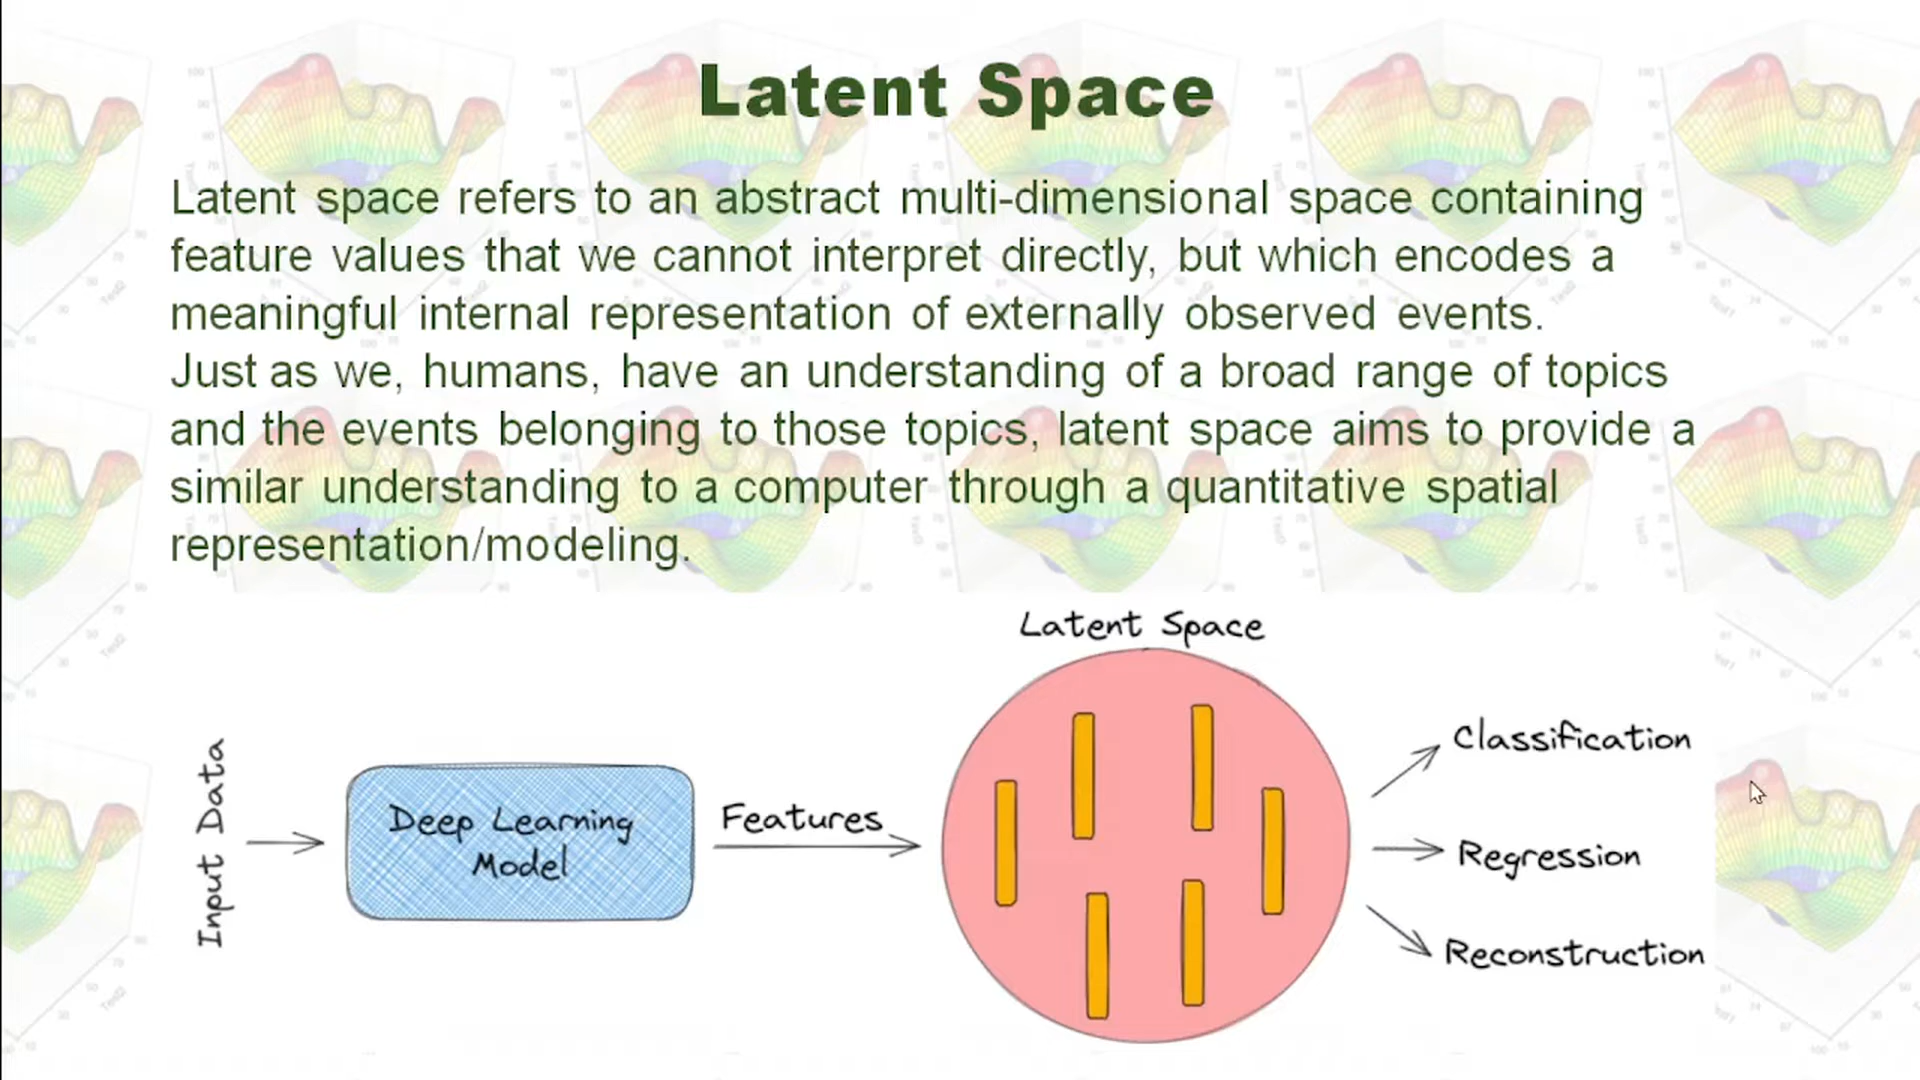 Latent Space
Latent space refers to an abstract multi-dimensional space containing
feature values that we cannot interpret directly, but which encodes a
meaningful internal representation of externally observed events.
Just as we, humans, have an understanding of a broad range of topics
and the events belonging to those topics, latent space aims to provide a
similar understanding to a computer through a quantitative spatial
representation/modeling.
Latent Space
Input Data
Deep Learning
Model
Features
Classification
Regression
Reconstruction